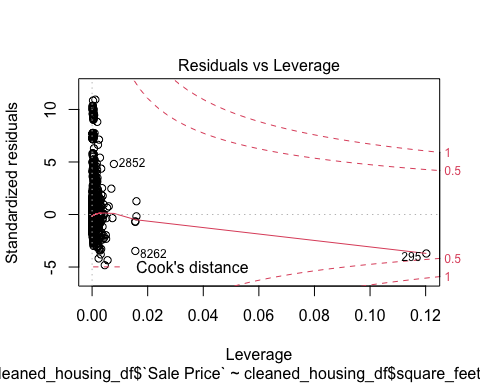 Residuals vs Leverage
Standardized residuals
10
5
0
-5
2852
8262
295
1
0.5
0.5
1
Cook's distance
0.00 0.02 0.04 0.06 0.08 0.10 0.12
Leverage
leaned_housing_df$`Sale Price` ~ cleaned_housing_df$square_feet